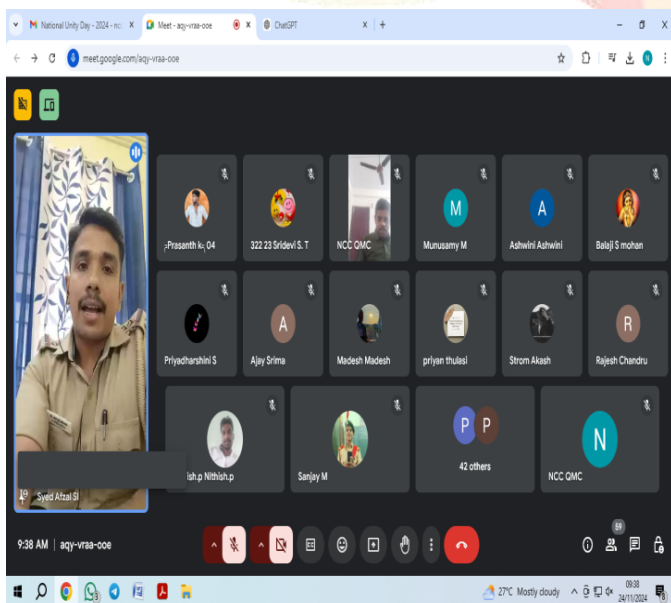 National Unity Day - 2024 - nc
Meet - aqy-vraa-ooe
ChatGPT
meet.google.com/aqy-vraa-ooe
N
Prasanth k 04
322 23 Sridevi S. T
NCC QMC
M
Munusamy M
A
Ashwini Ashwini
Balaji S mohan
Priyadharshini S
A
Ajay Srima
Madesh Madesh
priyan thulasi
Strom Akash
R
Rajesh Chandru
Syed Afzal SI
ish.p Nithish.p
Sanjay M
P P
42 others
N
NCC QMC
9:38 AM | aqy-vraa-ooe
59
27°C Mostly cloudy
09:38
24/11/2024